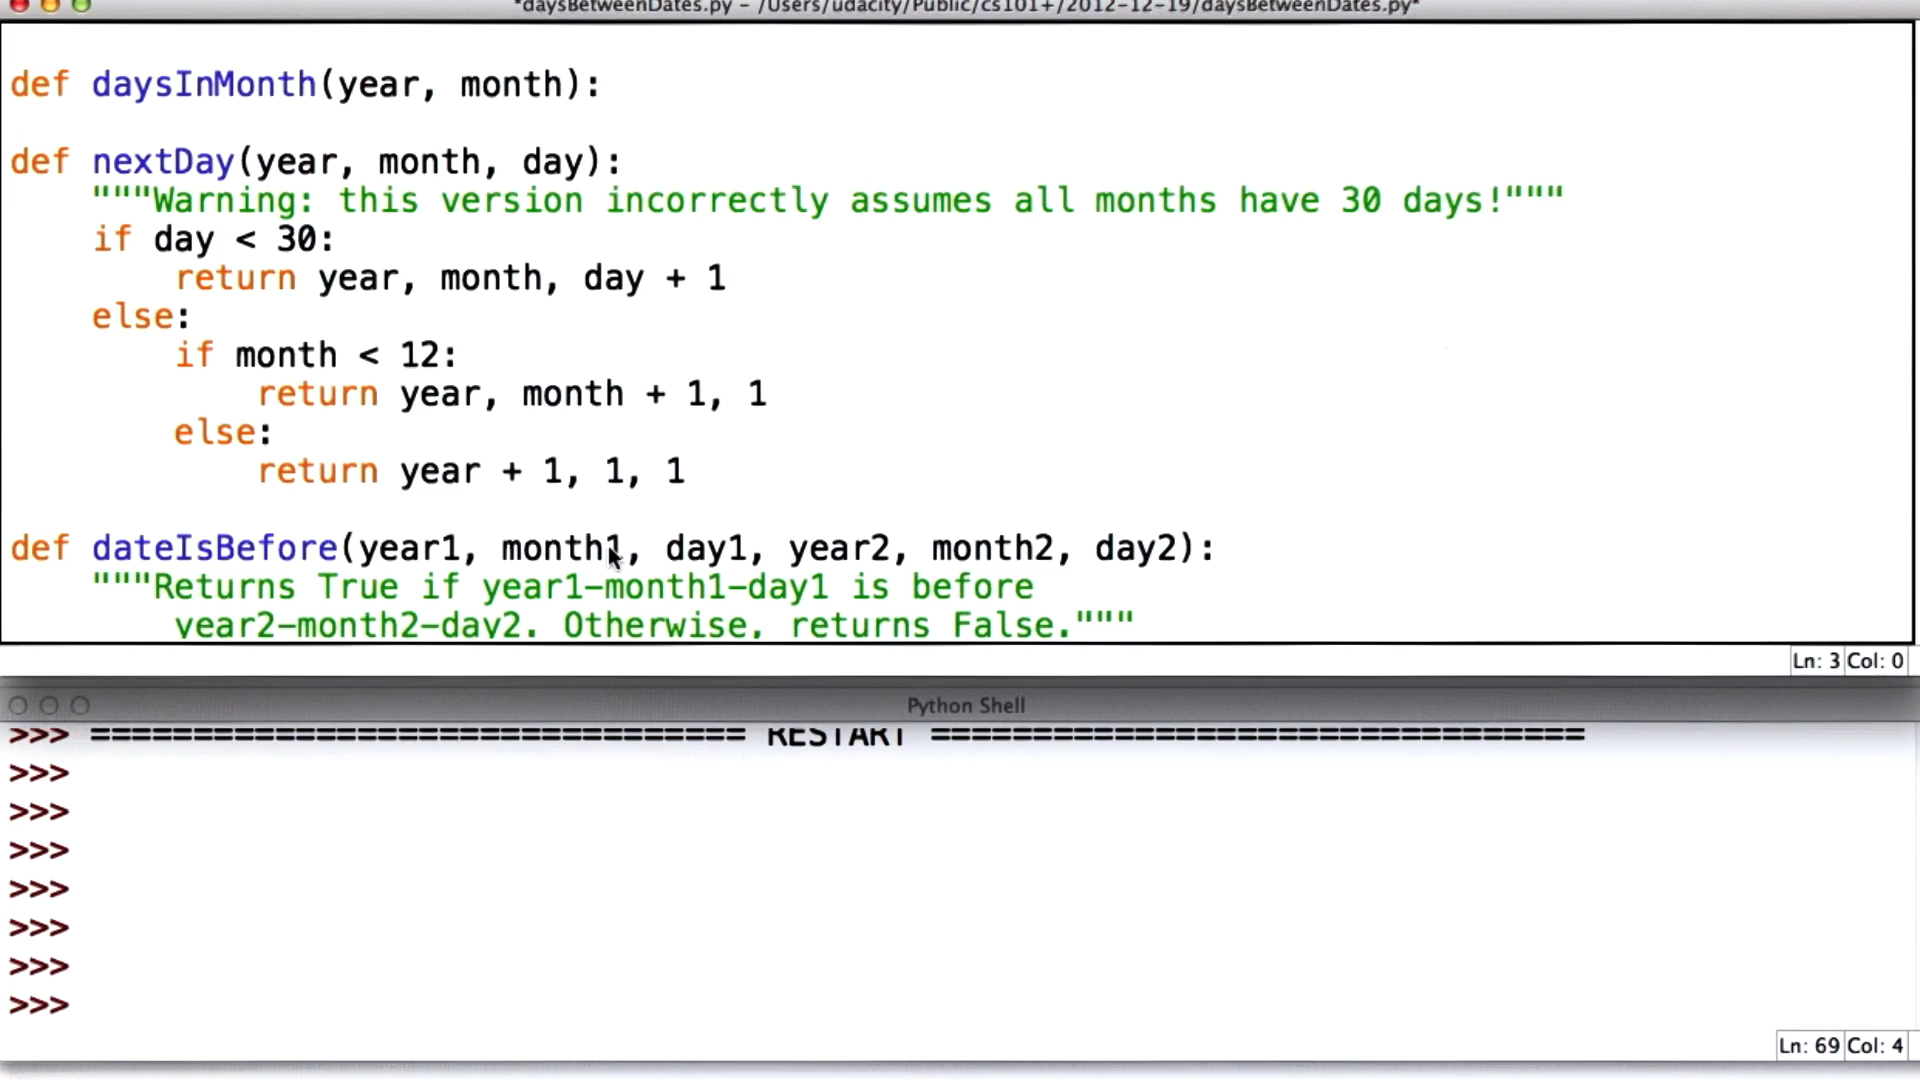 *daysBetweenDates.py - /Users/udacity/Public/cs101+/2012-12-19/daysBetweenDates.py*
def daysInMonth(year, month):
def nextDay(year, month, day):
"""Warning: this version incorrectly assumes all months have 30 days!"""
if day < 30:
return year, month, day + 1
else:
if month < 12:
return year, month + 1, 1
else:
return year + 1, 1, 1
def dateIsBefore(year1, month1, day1, year2, month2, day2):
"""Returns True if year1-month1-day1 is before
year2-month2-day2. Otherwise, returns False."""
Ln: 3 Col: 0
Python Shell
>>> ================================ RESTART ================================
>>>
>>>
>>>
>>>
>>>
>>>
>>>
Ln: 69 Col: 4